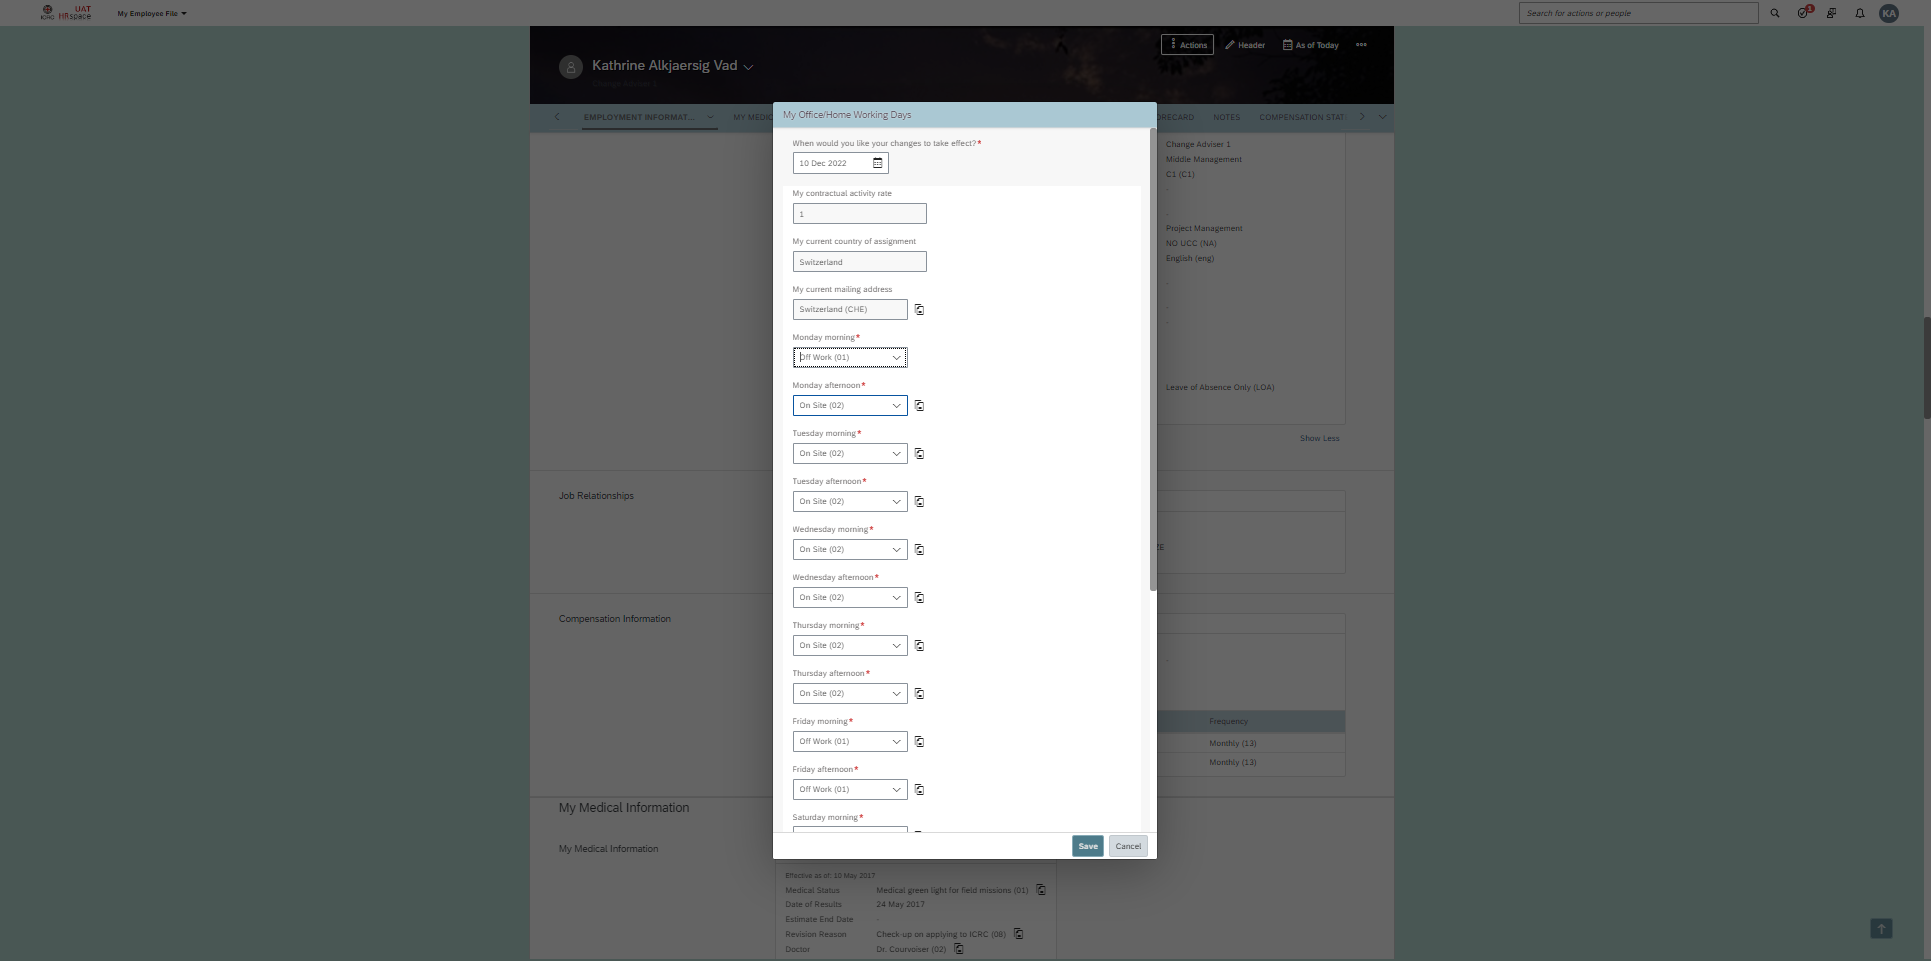 ICRC UAT HRspace My Employee File Search for actions or people 1 KA
Actions Header As of Today
Kathrine Alkjaersig Vad
Change Adviser 1
EMPLOYMENT INFORMAT... MY MEDIC ORECARD NOTES COMPENSATION STAT
My Office/Home Working Days
When would you like your changes to take effect?*
10 Dec 2022
My contractual activity rate
1
My current country of assignment
Switzerland
My current mailing address
Switzerland (CHE)
Monday morning*
Off Work (01)
Monday afternoon*
On Site (02)
Tuesday morning*
On Site (02)
Tuesday afternoon*
On Site (02)
Wednesday morning*
On Site (02)
Wednesday afternoon*
On Site (02)
Thursday morning*
On Site (02)
Thursday afternoon*
On Site (02)
Friday morning*
Off Work (01)
Friday afternoon*
Off Work (01)
Saturday morning*
Save Cancel
Change Adviser 1
Middle Management
C1 (C1)
-
-
Project Management
NO UCC (NA)
English (eng)
-
-
-
Leave of Absence Only (LOA)
Show Less
Job Relationships
ZE
Compensation Information
-
Frequency
Monthly (13)
Monthly (13)
My Medical Information
My Medical Information
Effective as of: 10 May 2017
Medical Status Medical green light for field missions (01)
Date of Results 24 May 2017
Estimate End Date -
Revision Reason Check-up on applying to ICRC (08)
Doctor Dr. Courvoiser (02)